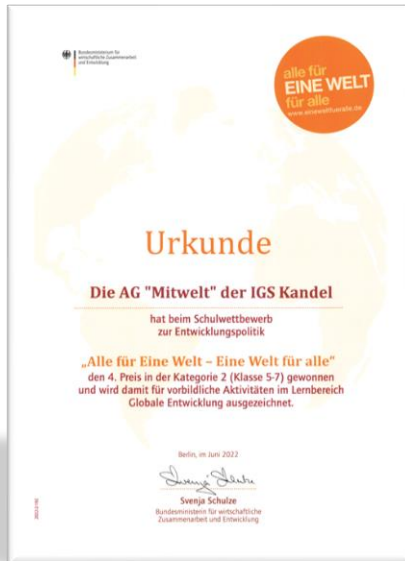 Bundesministerium für
wirtschaftliche Zusammenarbeit
und Entwicklung
alle für
EINE WELT
für alle
www.eineweltfueralle.de
Urkunde
Die AG "Mitwelt" der IGS Kandel
hat beim Schulwettbewerb
zur Entwicklungspolitik
„Alle für Eine Welt – Eine Welt für alle“
den 4. Preis in der Kategorie 2 (Klasse 5-7) gewonnen
und wird damit für vorbildliche Aktivitäten im Lernbereich
Globale Entwicklung ausgezeichnet.
Berlin, im Juni 2022
Svenja Schulze
Svenja Schulze
Bundesministerin für wirtschaftliche
Zusammenarbeit und Entwicklung